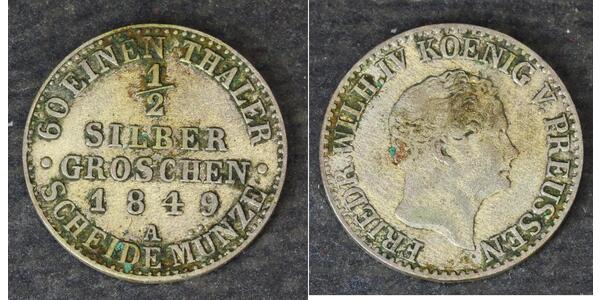 60 EINEN THALER
1/2
SILBER
· GROSCHEN ·
1849
A
SCHEIDE MÜNZE
FRIEDR. WILH. IV KOENIG V. PREUSSEN